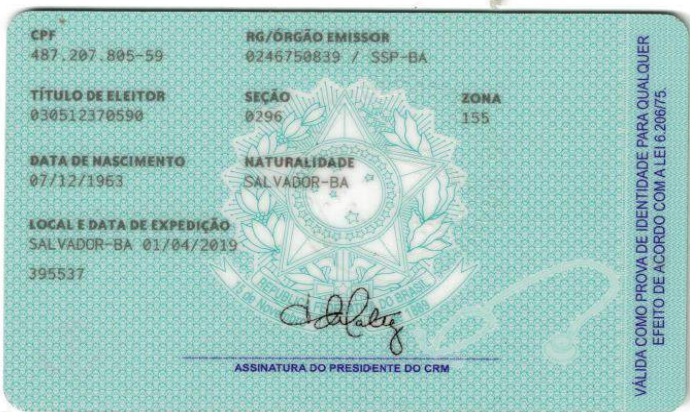 CPF RG/ÓRGÃO EMISSOR
487.207.805-59 0246750839 / SSP-BA
TÍTULO DE ELEITOR SEÇÃO ZONA
030512370590 0296 155
DATA DE NASCIMENTO NATURALIDADE
07/12/1963 SALVADOR-BA
LOCAL E DATA DE EXPEDIÇÃO
SALVADOR-BA 01/04/2019
395537
ASSINATURA DO PRESIDENTE DO CRM
VÁLIDA COMO PROVA DE IDENTIDADE PARA QUALQUER
EFEITO DE ACORDO COM A LEI 6.206/75.